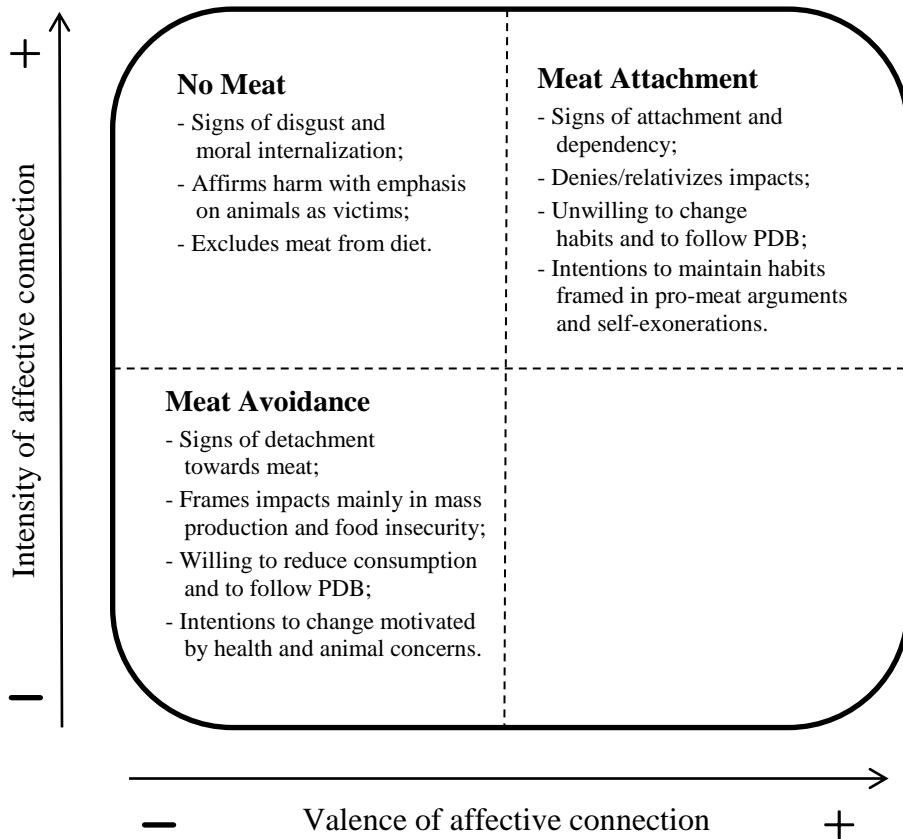 No Meat
- Signs of disgust and
moral internalization;
- Affirms harm with emphasis
on animals as victims;
- Excludes meat from diet.
Meat Attachment
- Signs of attachment and
dependency;
- Denies/relativizes impacts;
- Unwilling to change
habits and to follow PDB;
- Intentions to maintain habits
framed in pro-meat arguments
and self-exonerations.
Meat Avoidance
- Signs of detachment
towards meat;
- Frames impacts mainly in mass
production and food insecurity;
- Willing to reduce consumption
and to follow PDB;
- Intentions to change motivated
by health and animal concerns.
+
Intensity of affective connection
−
− Valence of affective connection +